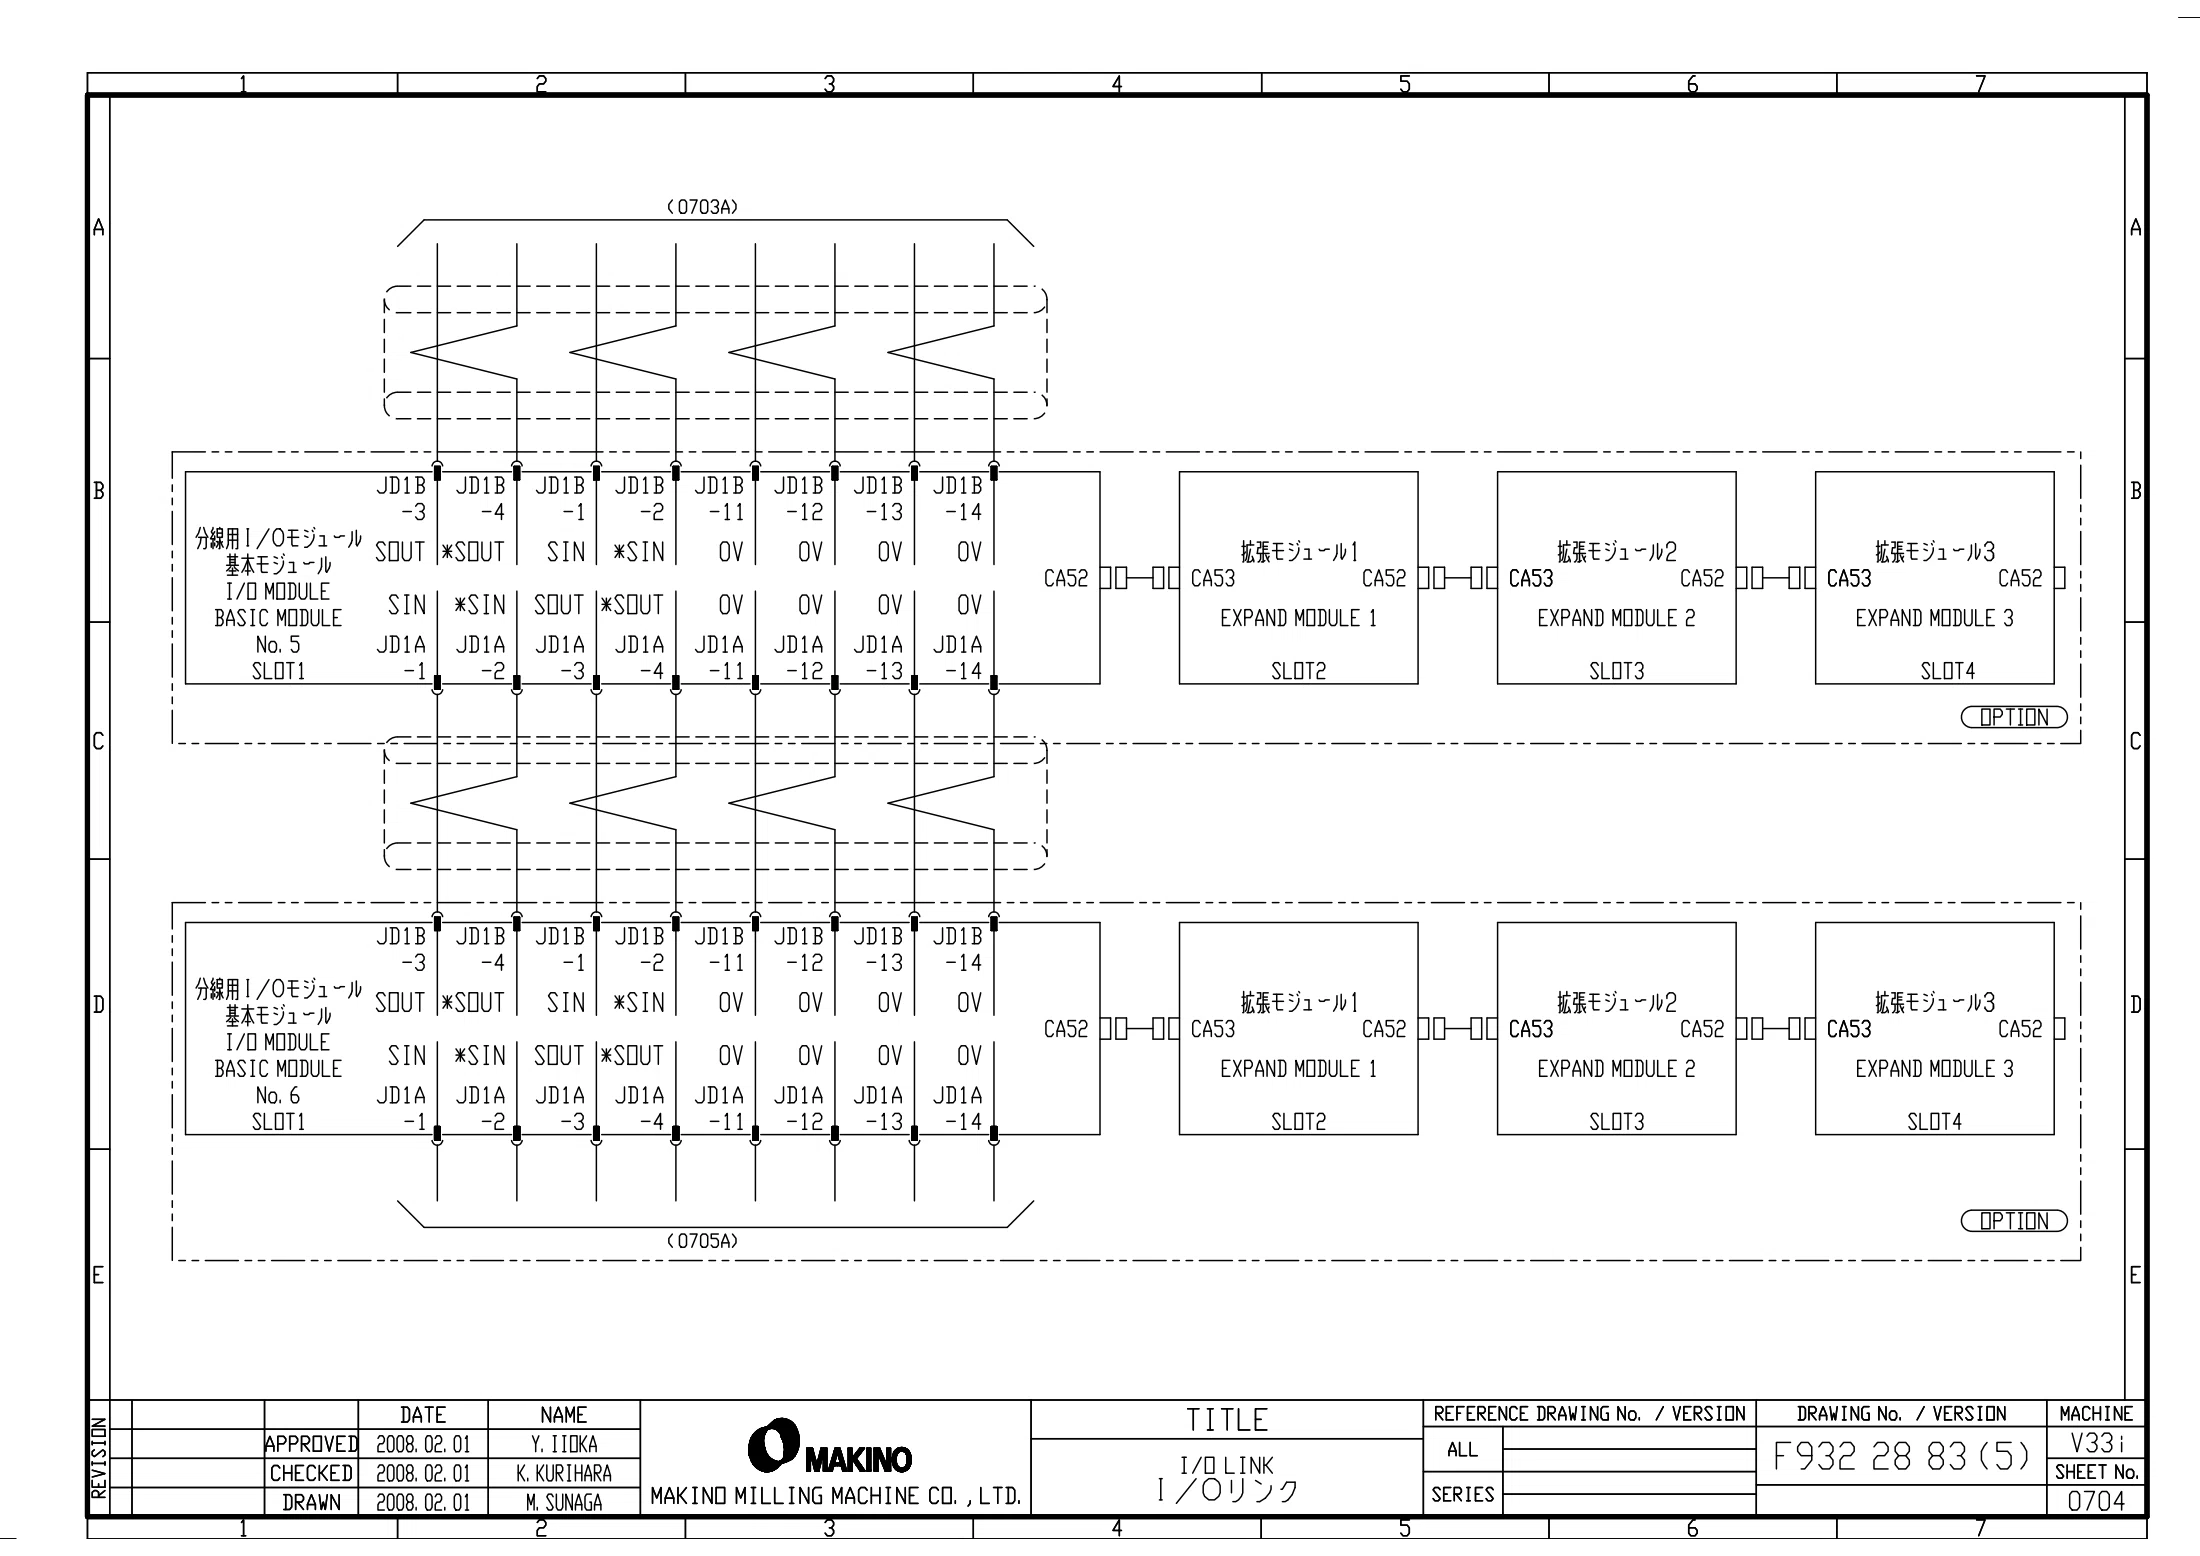 1 2 3 4 5 6 7
(0703A)
A A
B B
JD1B JD1B JD1B JD1B JD1B JD1B JD1B JD1B
-3 -4 -1 -2 -11 -12 -13 -14
分線用I/Oモジュール
基本モジュール
I/O MODULE
BASIC MODULE
No. 5
SLOT1
SOUT *SOUT SIN *SIN 0V 0V 0V 0V
SIN *SIN SOUT *SOUT 0V 0V 0V 0V
JD1A JD1A JD1A JD1A JD1A JD1A JD1A JD1A
-1 -2 -3 -4 -11 -12 -13 -14
CA52
拡張モジュール1
CA53 CA52
EXPAND MODULE 1
SLOT2
拡張モジュール2
CA53 CA52
EXPAND MODULE 2
SLOT3
拡張モジュール3
CA53 CA52
EXPAND MODULE 3
SLOT4
OPTION
C C
JD1B JD1B JD1B JD1B JD1B JD1B JD1B JD1B
-3 -4 -1 -2 -11 -12 -13 -14
D D
分線用I/Oモジュール
基本モジュール
I/O MODULE
BASIC MODULE
No. 6
SLOT1
SOUT *SOUT SIN *SIN 0V 0V 0V 0V
SIN *SIN SOUT *SOUT 0V 0V 0V 0V
JD1A JD1A JD1A JD1A JD1A JD1A JD1A JD1A
-1 -2 -3 -4 -11 -12 -13 -14
CA52
拡張モジュール1
CA53 CA52
EXPAND MODULE 1
SLOT2
拡張モジュール2
CA53 CA52
EXPAND MODULE 2
SLOT3
拡張モジュール3
CA53 CA52
EXPAND MODULE 3
SLOT4
OPTION
(0705A)
E E
REVISION
DATE NAME
APPROVED 2008. 02. 01 Y. IIOKA
CHECKED 2008. 02. 01 K. KURIHARA
DRAWN 2008. 02. 01 M. SUNAGA
MAKINO
MAKINO MILLING MACHINE CO. , LTD.
TITLE
I/O LINK
I/Oリンク
REFERENCE DRAWING No. / VERSION
ALL
SERIES
DRAWING No. / VERSION
F932 28 83 (5)
MACHINE
V33i
SHEET No.
0704
1 2 3 4 5 6 7